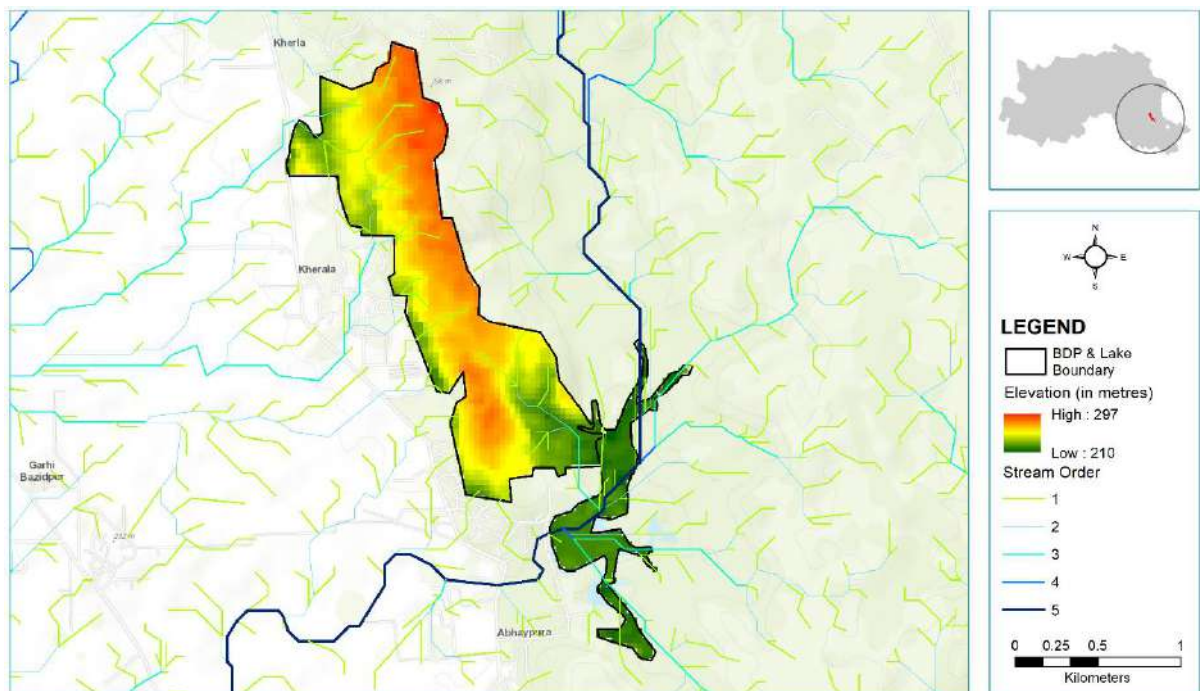 Kherla
Kherala
Garhi
Bazidpur
Abhaypura
N
W E
S
LEGEND
BDP & Lake
Boundary
Elevation (in metres)
High : 297
Low : 210
Stream Order
1
2
3
4
5
0 0.25 0.5 1
Kilometers